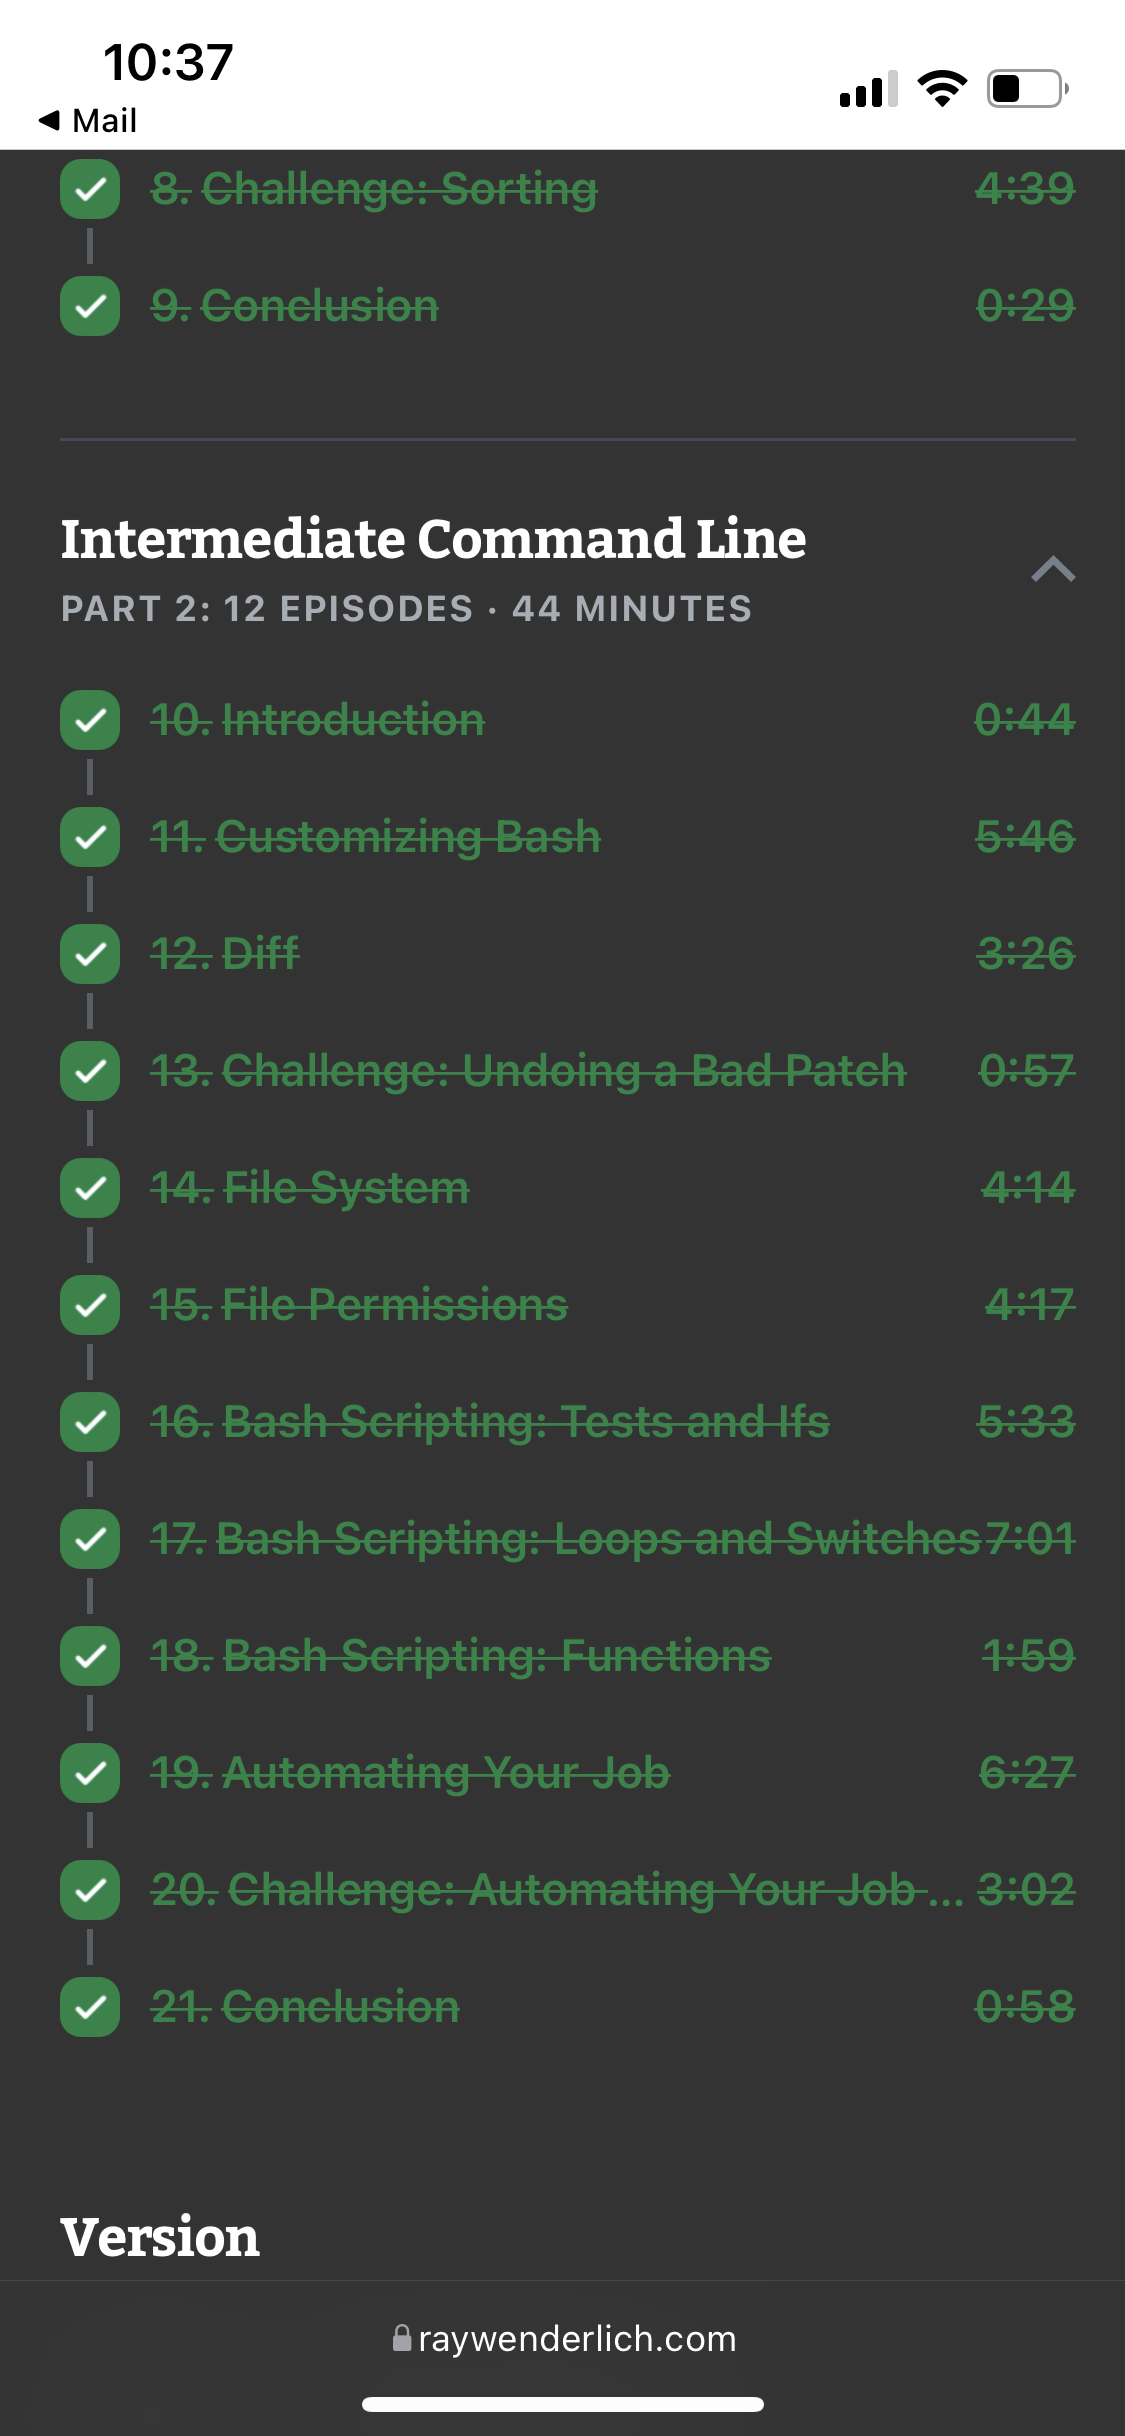 10:37
◀ Mail
8. Challenge: Sorting 4:39
9. Conclusion 0:29
Intermediate Command Line
PART 2: 12 EPISODES · 44 MINUTES
10. Introduction 0:44
11. Customizing Bash 5:46
12. Diff 3:26
13. Challenge: Undoing a Bad Patch 0:57
14. File System 4:14
15. File Permissions 4:17
16. Bash Scripting: Tests and Ifs 5:33
17. Bash Scripting: Loops and Switches 7:01
18. Bash Scripting: Functions 1:59
19. Automating Your Job 6:27
20. Challenge: Automating Your Job ... 3:02
21. Conclusion 0:58
Version
raywenderlich.com